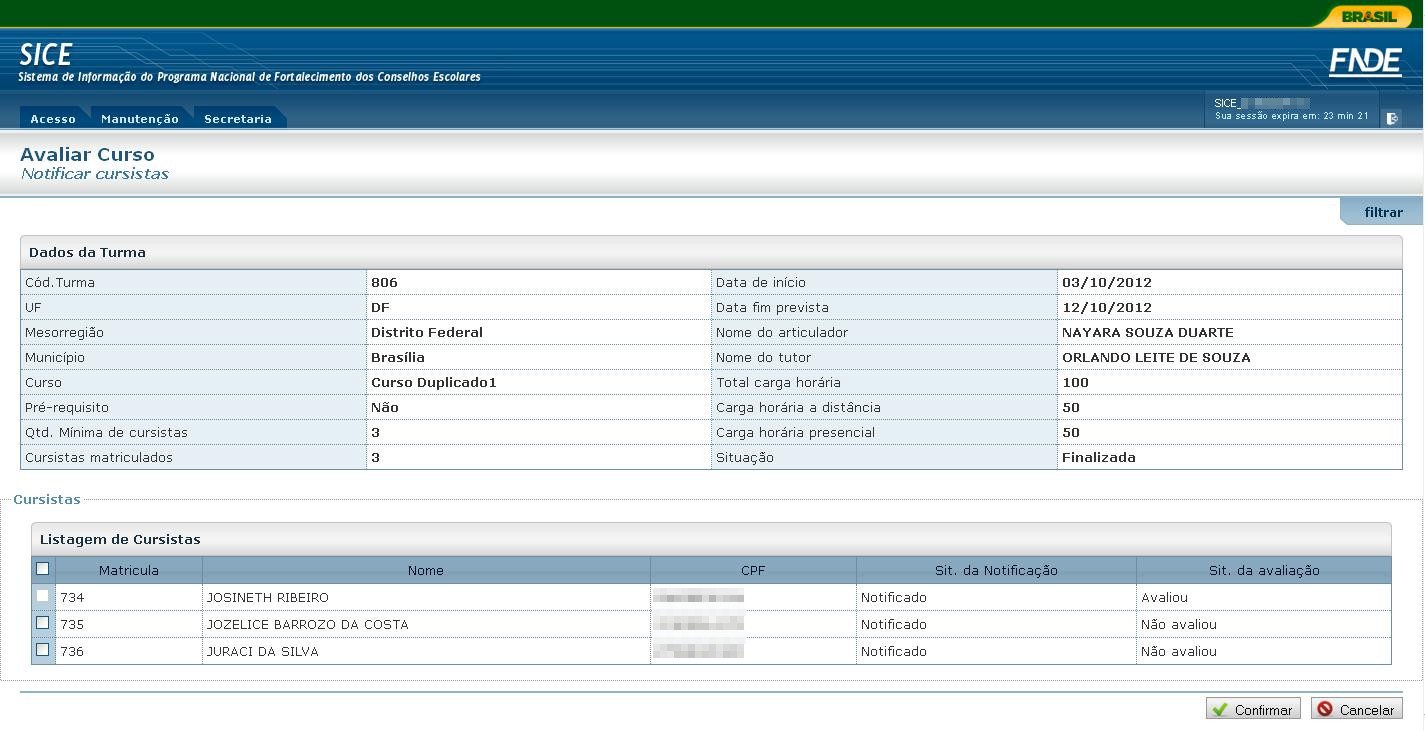 BRASIL
SICE
Sistema de Informação do Programa Nacional de Fortalecimento dos Conselhos Escolares
FNDE
Acesso Manutenção Secretaria
SICE_
Sua sessão expira em: 23 min 21
Avaliar Curso
Notificar cursistas
filtrar
Dados da Turma
Cód.Turma 806 Data de início 03/10/2012
UF DF Data fim prevista 12/10/2012
Mesorregião Distrito Federal Nome do articulador NAYARA SOUZA DUARTE
Município Brasília Nome do tutor ORLANDO LEITE DE SOUZA
Curso Curso Duplicado1 Total carga horária 100
Pré-requisito Não Carga horária a distância 50
Qtd. Mínima de cursistas 3 Carga horária presencial 50
Cursistas matriculados 3 Situação Finalizada
Cursistas
Listagem de Cursistas
Matricula Nome CPF Sit. da Notificação Sit. da avaliação
734 JOSINETH RIBEIRO Notificado Avaliou
735 JOZELICE BARROZO DA COSTA Notificado Não avaliou
736 JURACI DA SILVA Notificado Não avaliou
Confirmar Cancelar